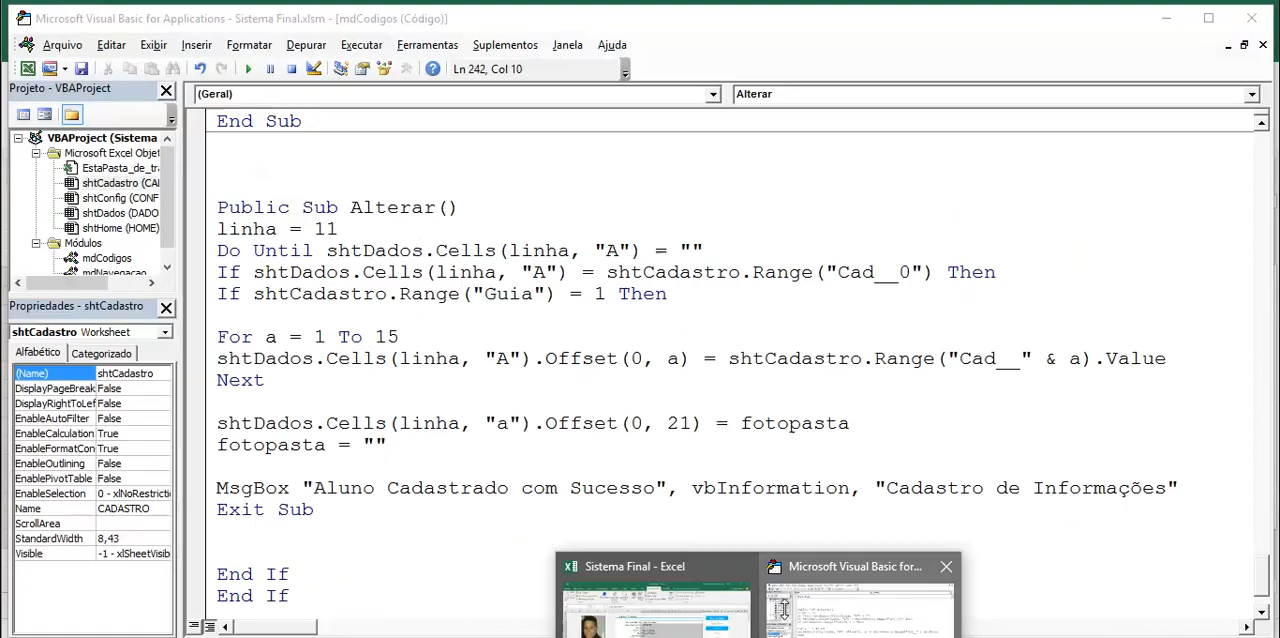 Microsoft Visual Basic for Applications - Sistema Final.xlsm - [mdCodigos (Código)]
Arquivo Editar Exibir Inserir Formatar Depurar Executar Ferramentas Suplementos Janela Ajuda
Ln 242, Col 10
Projeto - VBAProject
(Geral) Alterar
VBAProject (Sistema
Microsoft Excel Objet
EstaPasta_de_tr
shtCadastro (CA
shtConfig (CONF
shtDados (DADO
shtHome (HOME)
Módulos
mdCodigos
mdNavegacao
Propriedades - shtCadastro
shtCadastro Worksheet
Alfabético Categorizado
(Name) shtCadastro
DisplayPageBreak False
DisplayRightToLef False
EnableAutoFilter False
EnableCalculation True
EnableFormatCon True
EnableOutlining False
EnablePivotTable False
EnableSelection 0 - xlNoRestricti
Name CADASTRO
ScrollArea
StandardWidth 8,43
Visible -1 - xlSheetVisib
End Sub
Public Sub Alterar()
linha = 11
Do Until shtDados.Cells(linha, "A") = ""
If shtDados.Cells(linha, "A") = shtCadastro.Range("Cad__0") Then
If shtCadastro.Range("Guia") = 1 Then
For a = 1 To 15
shtDados.Cells(linha, "A").Offset(0, a) = shtCadastro.Range("Cad__" & a).Value
Next
shtDados.Cells(linha, "a").Offset(0, 21) = fotopasta
fotopasta = ""
MsgBox "Aluno Cadastrado com Sucesso", vbInformation, "Cadastro de Informações"
Exit Sub
End If
End If
Sistema Final - Excel
Microsoft Visual Basic for...